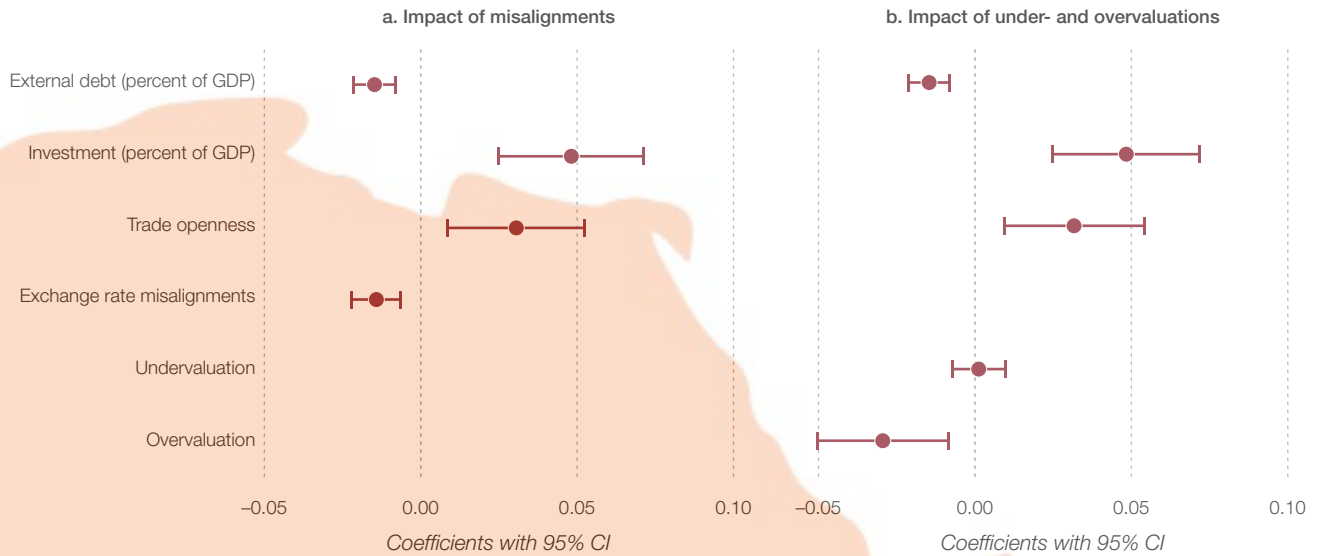 a. Impact of misalignments
b. Impact of under- and overvaluations
External debt (percent of GDP)
Investment (percent of GDP)
Trade openness
Exchange rate misalignments
Undervaluation
Overvaluation
–0.05 0.00 0.05 0.10 –0.05 0.00 0.05 0.10
Coefficients with 95% CI
Coefficients with 95% CI